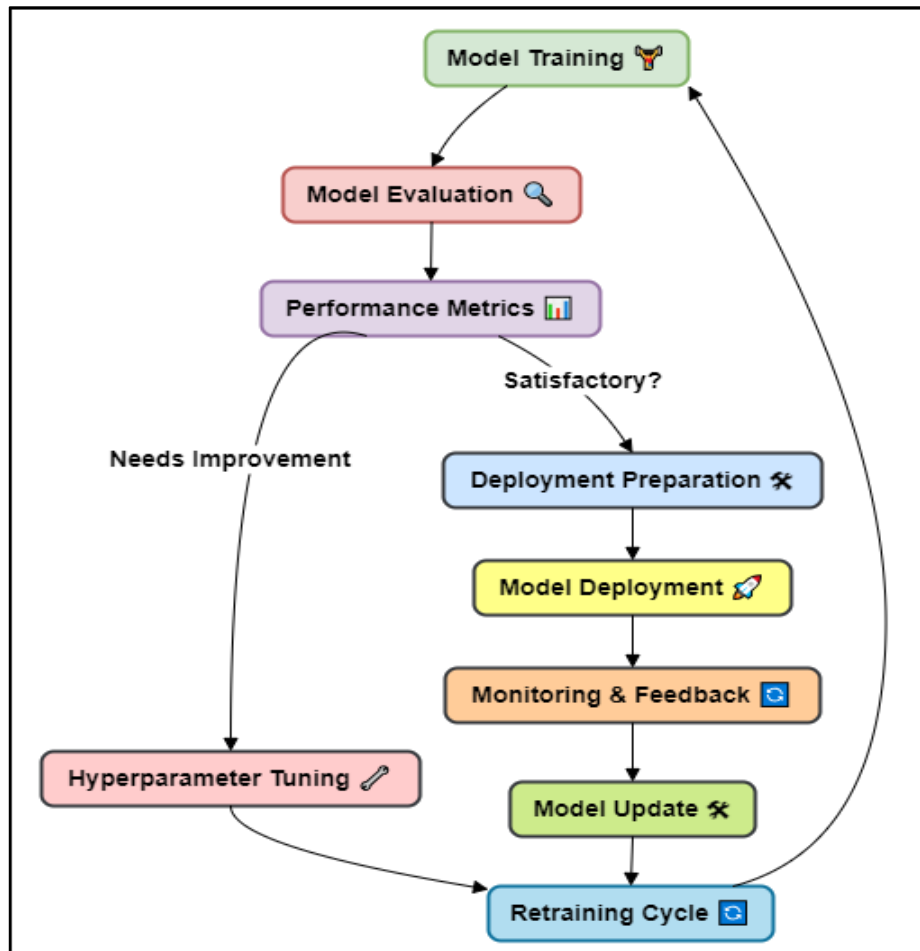 Model Training
Model Evaluation
Performance Metrics
Satisfactory?
Needs Improvement
Deployment Preparation
Model Deployment
Monitoring & Feedback
Hyperparameter Tuning
Model Update
Retraining Cycle